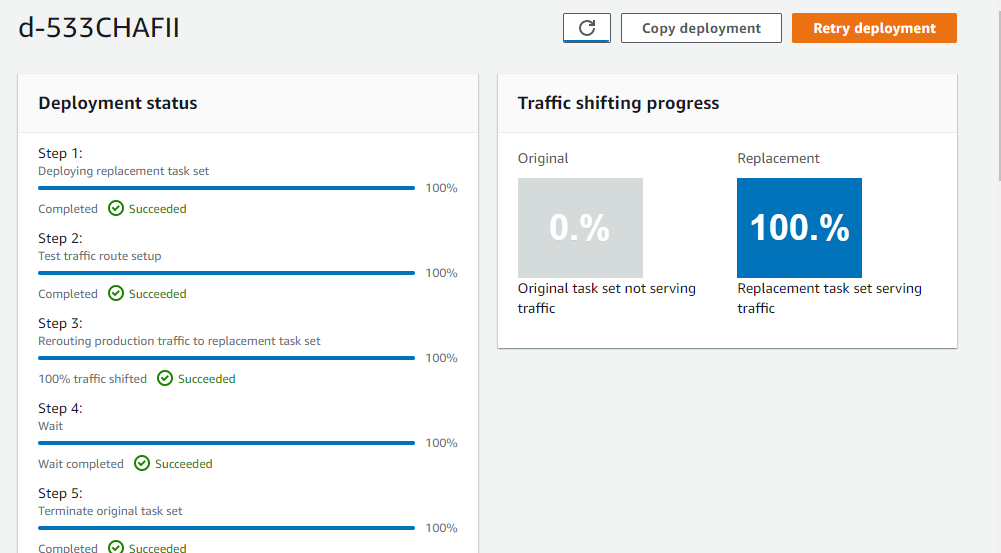 d-533CHAFII
Copy deployment
Retry deployment
Deployment status
Step 1:
Deploying replacement task set
100%
Completed Succeeded
Step 2:
Test traffic route setup
100%
Completed Succeeded
Step 3:
Rerouting production traffic to replacement task set
100%
100% traffic shifted Succeeded
Step 4:
Wait
100%
Wait completed Succeeded
Step 5:
Terminate original task set
100%
Completed Succeeded
Traffic shifting progress
Original
0.%
Original task set not serving
traffic
Replacement
100.%
Replacement task set serving
traffic